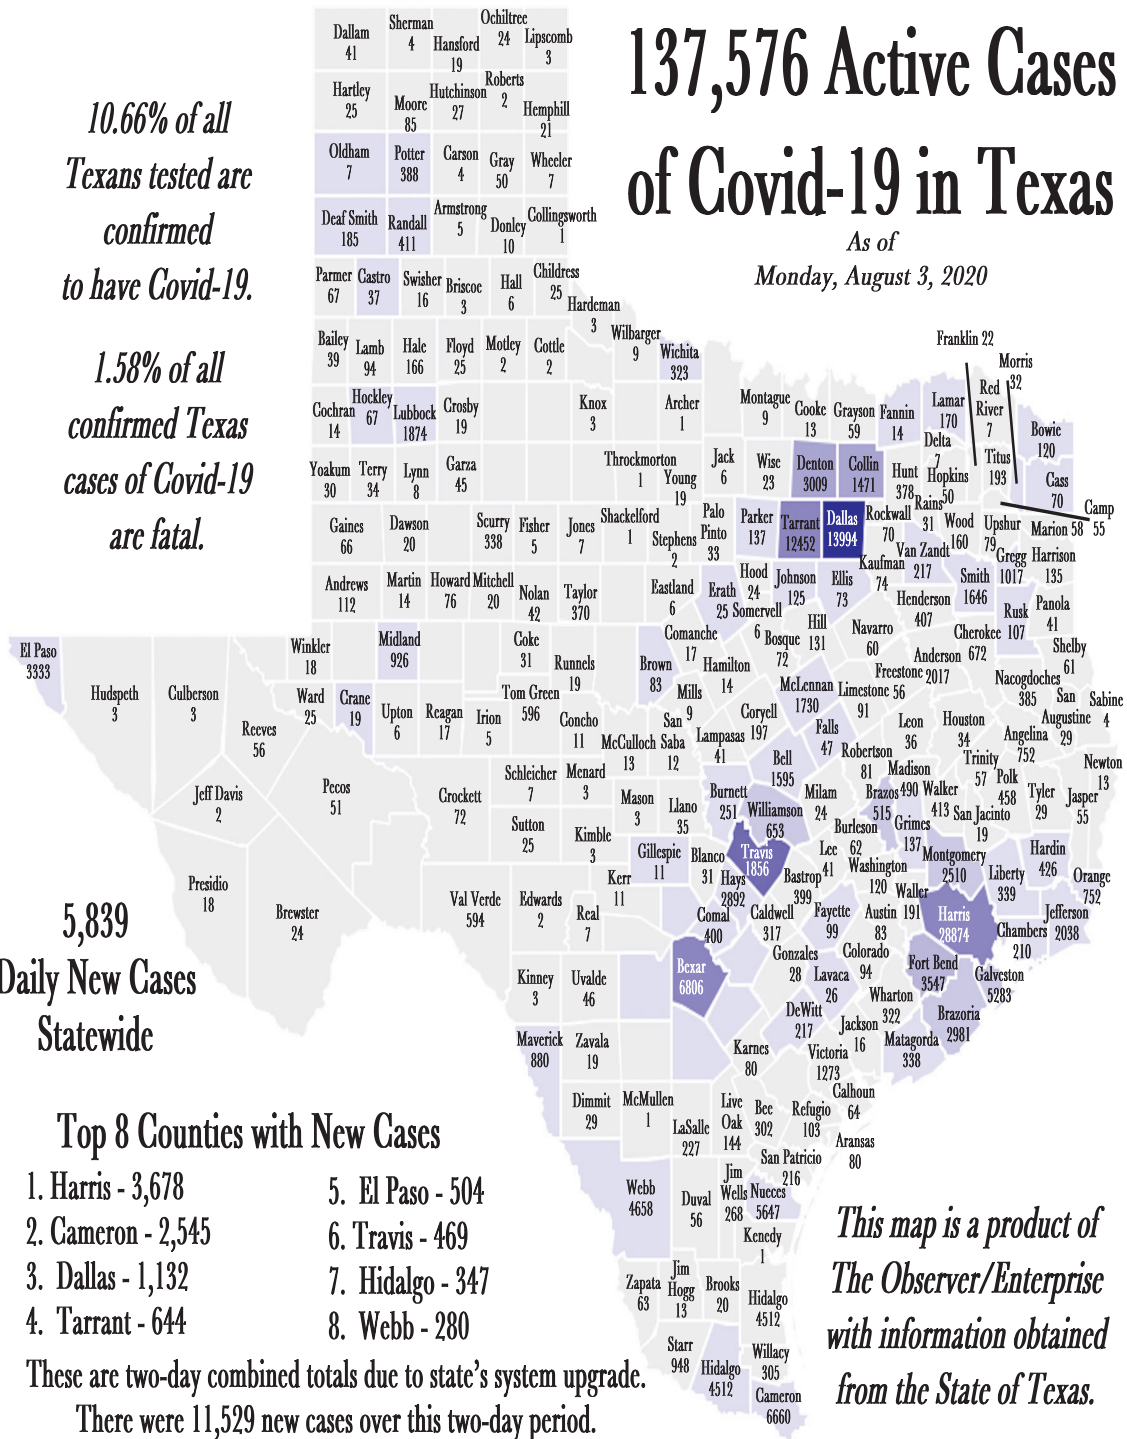 137,576 Active Cases
of Covid-19 in Texas
As of
Monday, August 3, 2020
10.66% of all
Texans tested are
confirmed
to have Covid-19.
1.58% of all
confirmed Texas
cases of Covid-19
are fatal.
Dallam
41
Sherman
4
Hansford
19
Ochiltree
24
Lipscomb
3
Hartley
25
Moore
85
Hutchinson
27
Roberts
2
Hemphill
21
Oldham
7
Potter
388
Carson
4
Gray
50
Wheeler
7
Deaf Smith
185
Randall
411
Armstrong
5
Donley
10
Collingsworth
1
Parmer
67
Castro
37
Swisher
16
Briscoe
3
Hall
6
Childress
25
Hardeman
3
Wilbarger
9
Wichita
323
Bailey
39
Lamb
94
Hale
166
Floyd
25
Motley
2
Cottle
2
Franklin 22
Morris
32
Cochran
14
Hockley
67
Lubbock
1874
Crosby
19
Knox
3
Archer
1
Montague
9
Cooke
13
Grayson
59
Fannin
14
Lamar
170
Red
River
7
Bowie
120
Delta
7
Titus
193
Cass
70
Yoakum
30
Terry
34
Lynn
8
Garza
45
Throckmorton
1
Young
19
Jack
6
Wise
23
Denton
3009
Collin
1471
Hunt
378
Hopkins
50
Rains
31
Camp
55
Marion 58
Gaines
66
Dawson
20
Scurry
338
Fisher
5
Jones
7
Shackelford
1
Stephens
2
Palo
Pinto
33
Parker
137
Tarrant
12452
Dallas
13994
Rockwall
70
Kaufman
74
Van Zandt
217
Wood
160
Upshur
79
Gregg
1017
Harrison
135
Andrews
112
Martin
14
Howard
76
Mitchell
20
Nolan
42
Taylor
370
Eastland
6
Erath
25
Hood
24
Somervell
6
Johnson
125
Ellis
73
Henderson
407
Smith
1646
Rusk
107
Panola
41
El Paso
3333
Hudspeth
3
Culberson
3
Reeves
56
Winkler
18
Ward
25
Crane
19
Midland
926
Upton
6
Reagan
17
Irion
5
Coke
31
Tom Green
596
Runnels
19
Concho
11
Brown
83
Comanche
17
Mills
9
Hamilton
14
Bosque
72
Hill
131
Navarro
60
Freestone 56
Limestone
91
Anderson
2017
Cherokee
672
Shelby
61
Nacogdoches
385
San
Augustine
29
Sabine
4
McCulloch
13
San
Saba
12
Lampasas
41
Coryell
197
McLennan
1730
Falls
47
Bell
1595
Robertson
81
Leon
36
Houston
34
Angelina
752
Trinity
57
Polk
458
Newton
13
Jeff Davis
2
Pecos
51
Crockett
72
Schleicher
7
Menard
3
Mason
3
Llano
35
Burnett
251
Williamson
653
Milam
24
Burleson
62
Brazos
515
Madison
490
Walker
413
Grimes
137
San Jacinto
19
Tyler
29
Jasper
55
Presidio
18
Brewster
24
Sutton
25
Kimble
3
Gillespie
11
Kerr
11
Blanco
31
Travis
1856
Hays
2892
Bastrop
399
Lee
41
Washington
120
Waller
191
Montgomery
2510
Liberty
339
Hardin
426
Orange
752
Val Verde
594
Edwards
2
Real
7
Comal
400
Caldwell
317
Fayette
99
Austin
83
Harris
28874
Chambers
210
Jefferson
2038
Kinney
3
Uvalde
46
Bexar
6806
Gonzales
28
Lavaca
26
Colorado
94
Wharton
322
Fort Bend
3547
Galveston
5283
Brazoria
2981
Maverick
880
Zavala
19
Karnes
80
DeWitt
217
Jackson
16
Victoria
1273
Matagorda
338
Dimmit
29
McMullen
1
LaSalle
227
Live
Oak
144
Bee
302
Refugio
103
Calhoun
64
Aransas
80
San Patricio
216
Webb
4658
Duval
56
Jim
Wells
268
Nueces
5647
Kenedy
1
Zapata
63
Jim
Hogg
13
Brooks
20
Hidalgo
4512
Starr
948
Hidalgo
4512
Willacy
305
Cameron
6660
5,839
Daily New Cases
Statewide
Top 8 Counties with New Cases
1. Harris - 3,678
2. Cameron - 2,545
3. Dallas - 1,132
4. Tarrant - 644
5. El Paso - 504
6. Travis - 469
7. Hidalgo - 347
8. Webb - 280
These are two-day combined totals due to state's system upgrade.
There were 11,529 new cases over this two-day period.
This map is a product of
The Observer/Enterprise
with information obtained
from the State of Texas.